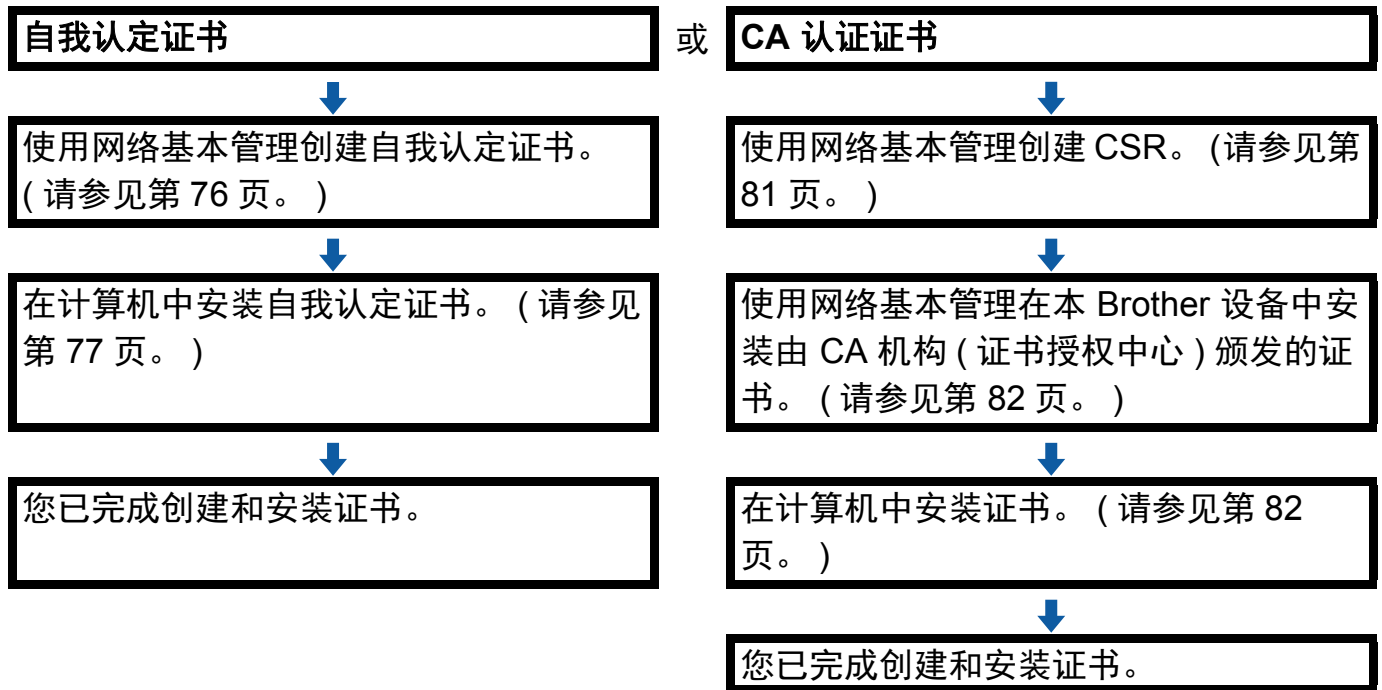 自我认定证书
或
CA 认证证书
使用网络基本管理创建自我认定证书。
( 请参见第 76 页。 )
使用网络基本管理创建 CSR。 (请参见第
81 页。 )
在计算机中安装自我认定证书。 ( 请参见
第 77 页。 )
使用网络基本管理在本 Brother 设备中安
装由 CA 机构 ( 证书授权中心 ) 颁发的证
书。 ( 请参见第 82 页。 )
您已完成创建和安装证书。
在计算机中安装证书。 ( 请参见第 82
页。 )
您已完成创建和安装证书。